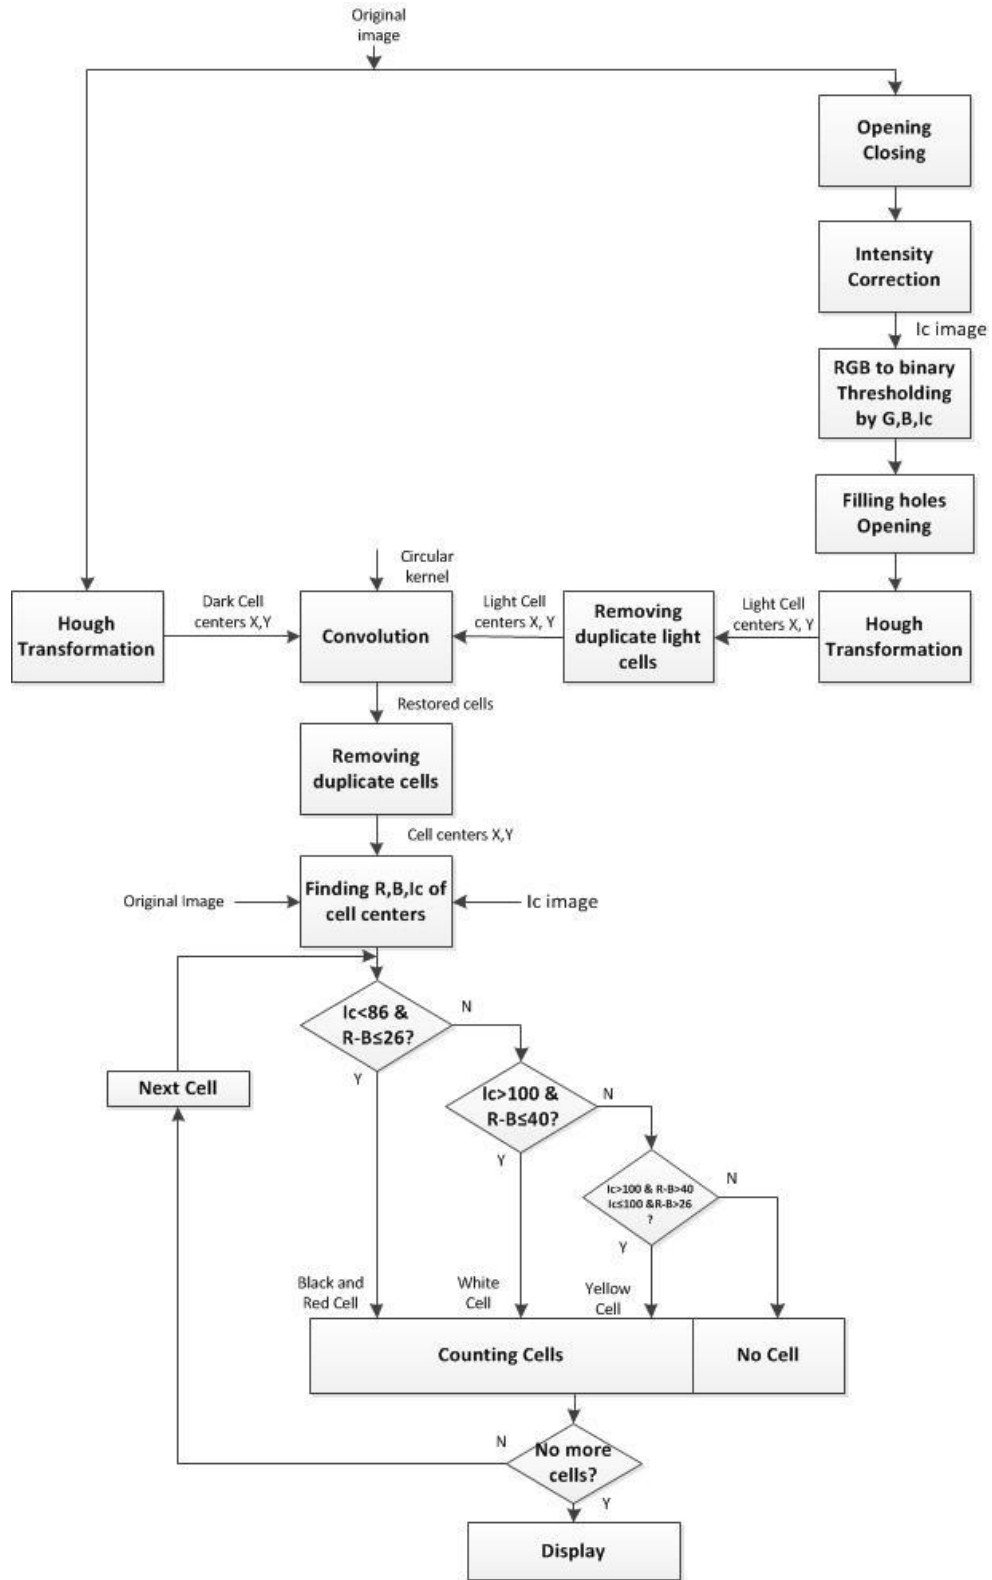 Original
image
Opening
Closing
Intensity
Correction
Ic image
RGB to binary
Thresholding
by G,B,Ic
Filling holes
Opening
Circular
kernel
Hough
Transformation
Dark Cell
centers X,Y
Convolution
Light Cell
centers X, Y
Removing
duplicate light
cells
Light Cell
centers X, Y
Hough
Transformation
Restored cells
Removing
duplicate cells
Cell centers X,Y
Original Image
Finding R,B,Ic of
cell centers
Ic image
Ic<86 &
R-B≤26?
N
Y
Next Cell
Ic>100 &
R-B≤40?
N
Y
Ic>100 & R-B>40
Ic≤100 &R-B>26
?
N
Y
Black and
Red Cell
White
Cell
Yellow
Cell
Counting Cells
No Cell
No more
cells?
N
Y
Display